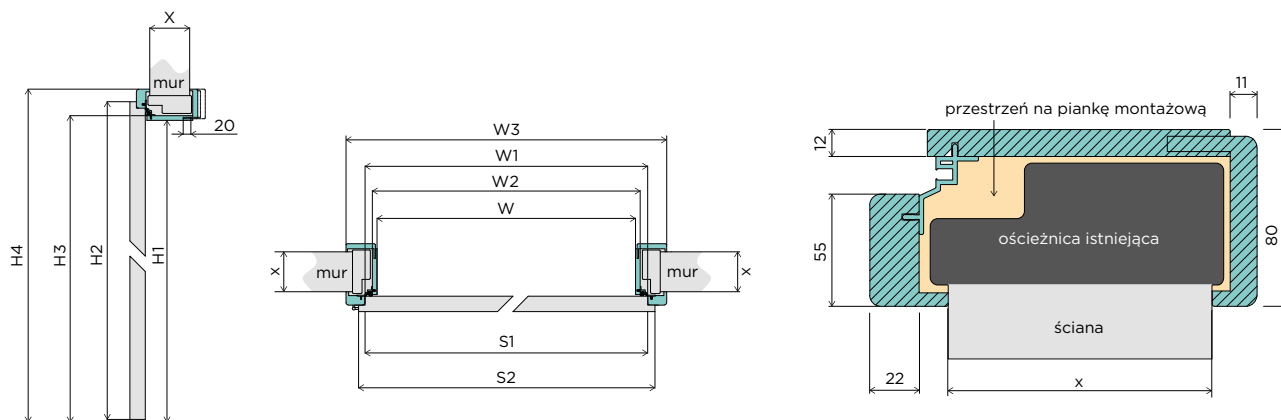 X
mur
20
H4
H3
H2
H1
W3
W1
W2
W
x
mur
mur
x
S1
S2
przestrzeń na piankę montażową
11
12
55
80
ościeżnica istniejąca
ściana
22
x